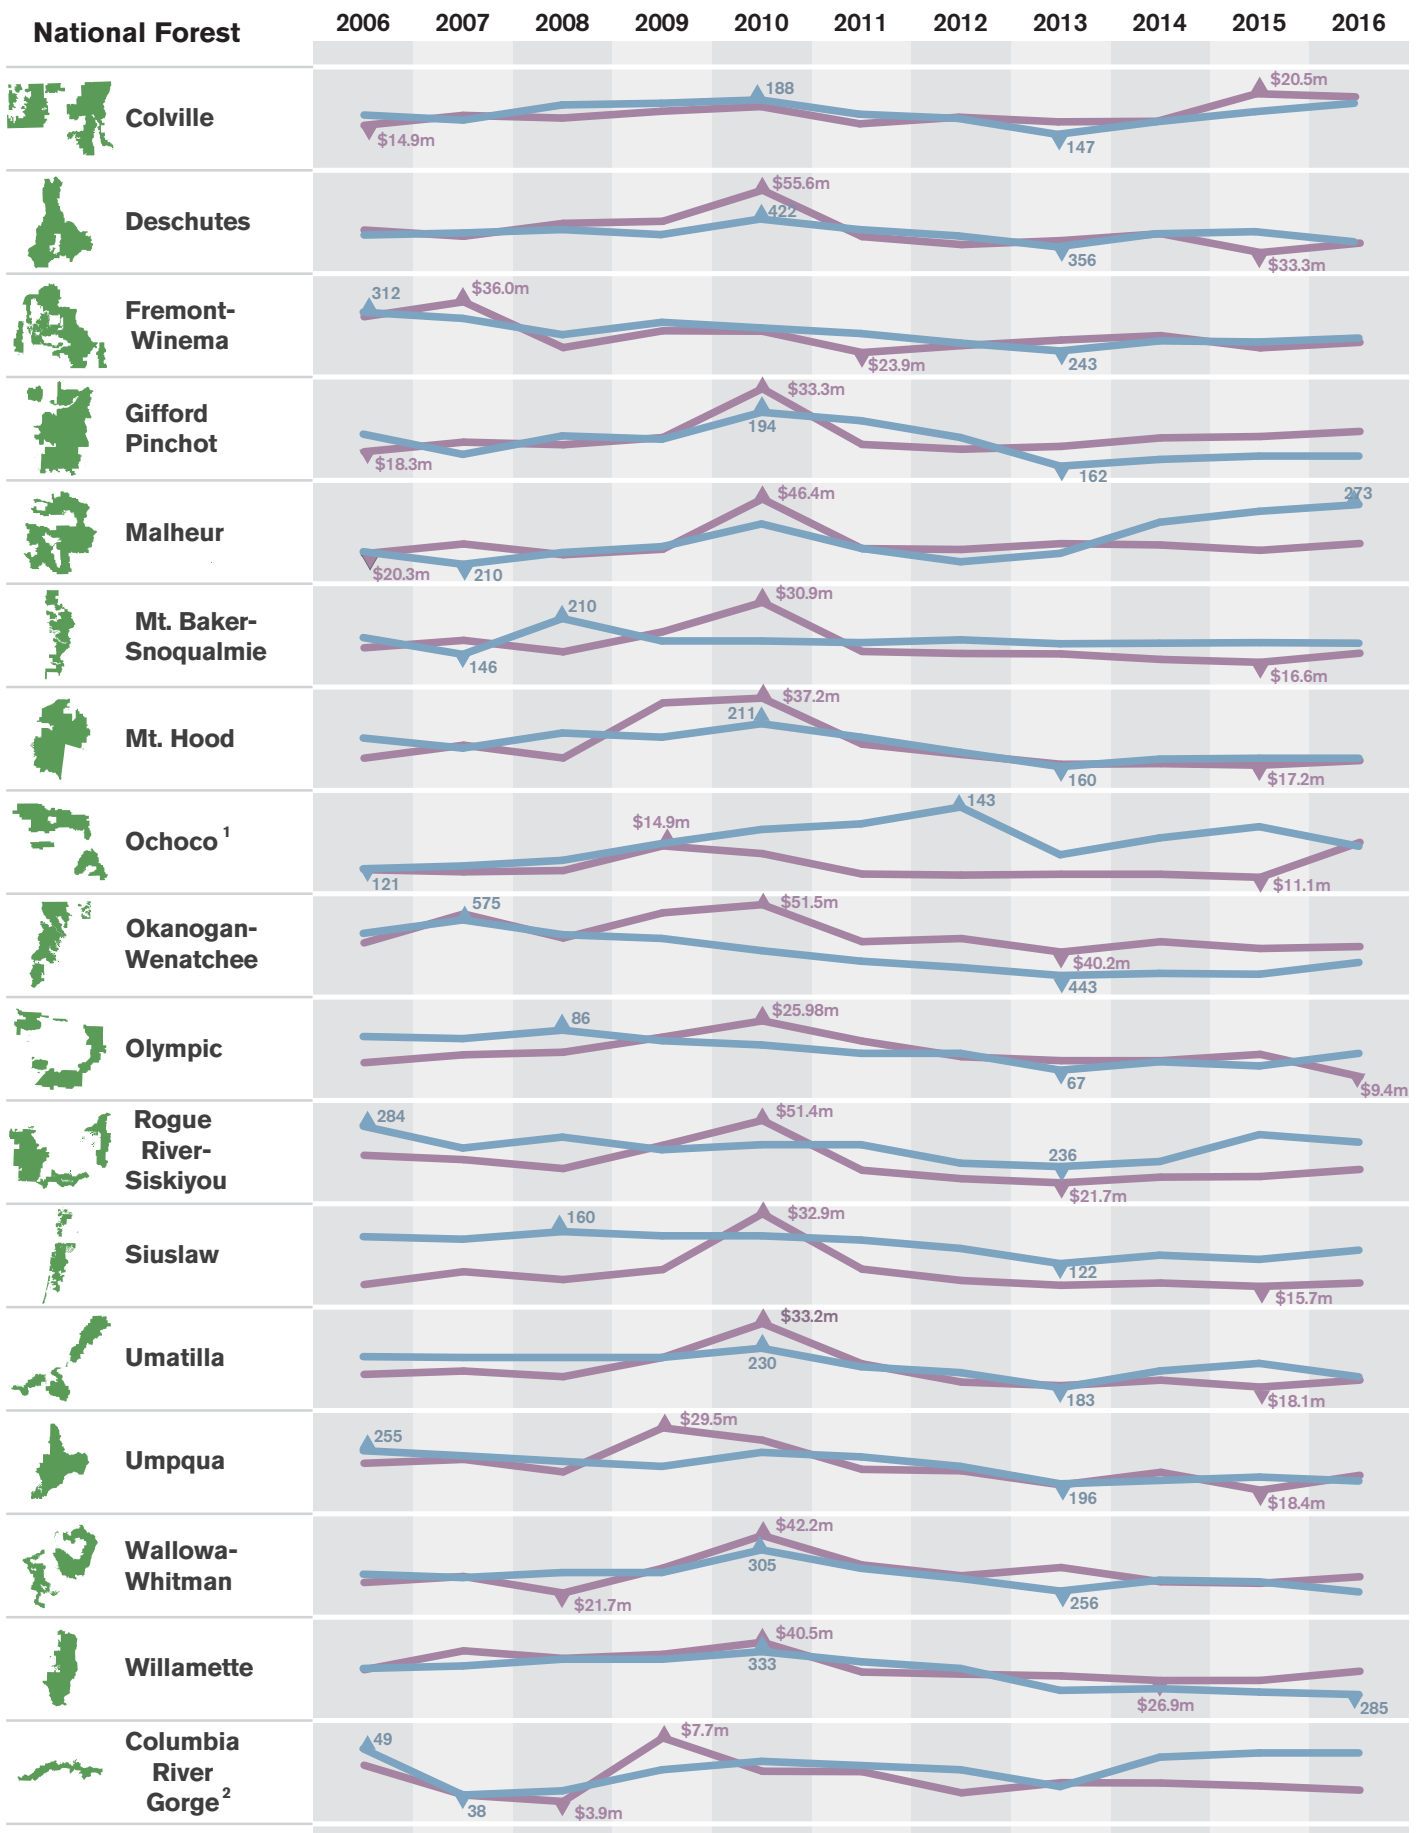 National Forest 2006 2007 2008 2009 2010 2011 2012 2013 2014 2015 2016
Colville
188
$20.5m
$14.9m
147
Deschutes
$55.6m
422
356
$33.3m
Fremont-
Winema
312
$36.0m
$23.9m
243
Gifford
Pinchot
$33.3m
194
$18.3m
162
Malheur
$46.4m
273
$20.3m
210
Mt. Baker-
Snoqualmie
$30.9m
210
146
$16.6m
Mt. Hood
$37.2m
211
160
$17.2m
Ochoco 1
143
$14.9m
121
$11.1m
Okanogan-
Wenatchee
575
$51.5m
$40.2m
443
Olympic
86
$25.98m
67
$9.4m
Rogue
River-
Siskiyou
284
$51.4m
236
$21.7m
Siuslaw
160
$32.9m
122
$15.7m
Umatilla
$33.2m
230
183
$18.1m
Umpqua
255
$29.5m
196
$18.4m
Wallowa-
Whitman
$42.2m
305
$21.7m
256
Willamette
$40.5m
333
$26.9m
285
Columbia
River
Gorge 2
49
$7.7m
38
$3.9m